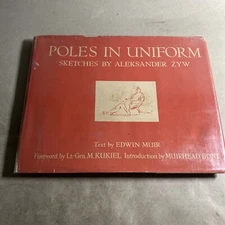 POLES IN UNIFORM
SKETCHES BY ALEKSANDER ŻYW
Text by EDWIN MUIR
Foreword by Lt-Gen. M KUKIEL Introduction by MUIRHEAD BONE